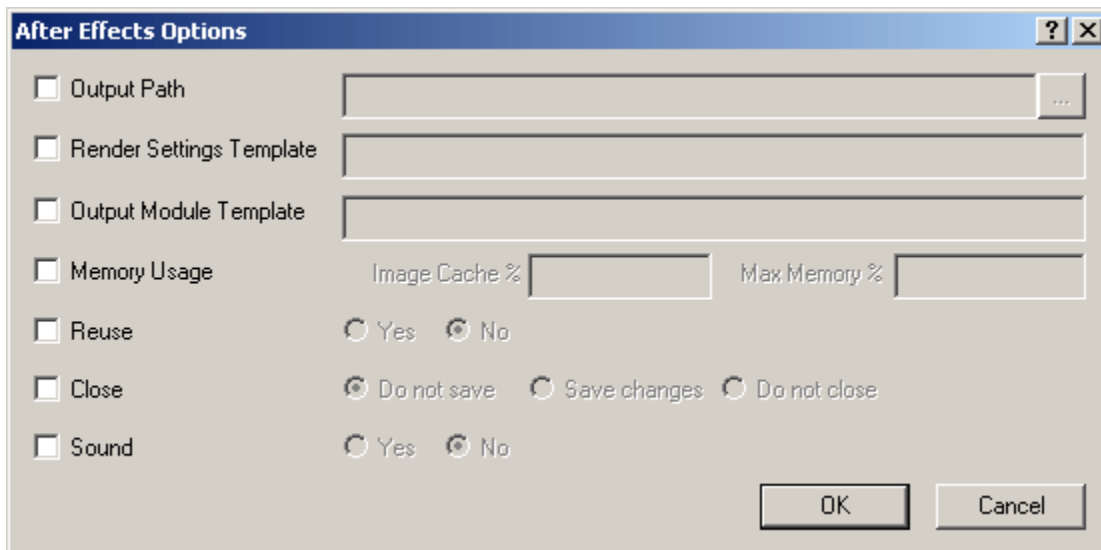 After Effects Options
Output Path ...
Render Settings Template
Output Module Template
Memory Usage Image Cache % Max Memory %
Reuse Yes No
Close Do not save Save changes Do not close
Sound Yes No
OK Cancel